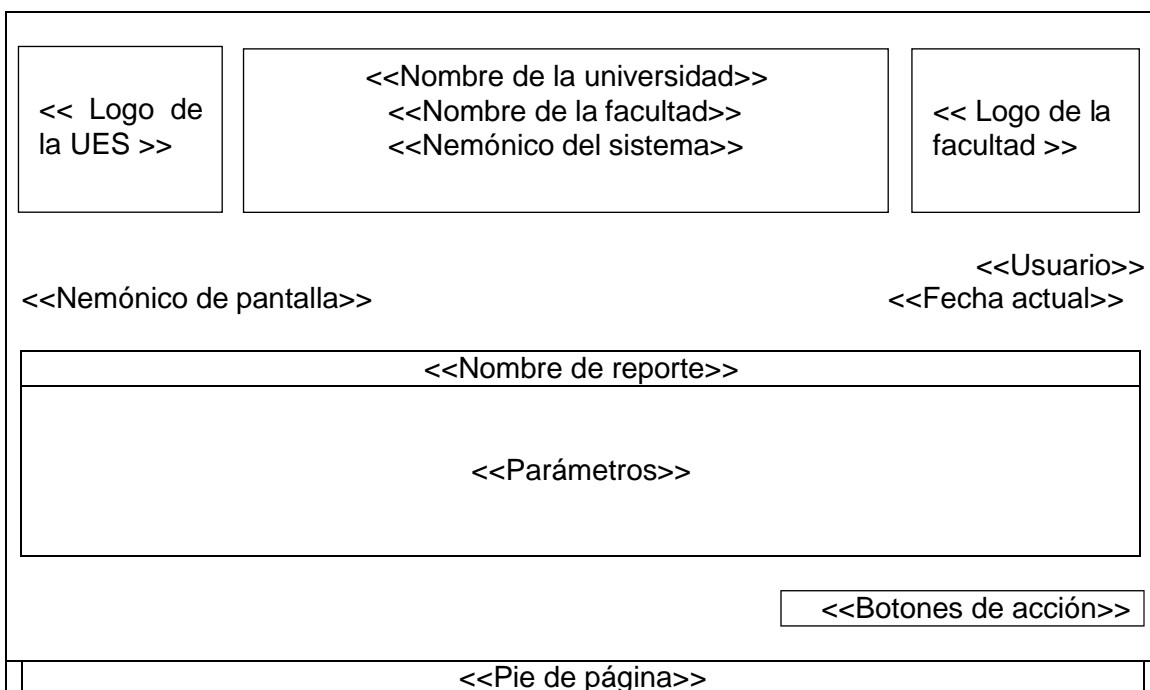 << Logo de
la UES >>
<<Nombre de la universidad>>
<<Nombre de la facultad>>
<<Nemónico del sistema>>
<< Logo de la
facultad >>
<<Usuario>>
<<Nemónico de pantalla>>
<<Fecha actual>>
<<Nombre de reporte>>
<<Parámetros>>
<<Botones de acción>>
<<Pie de página>>